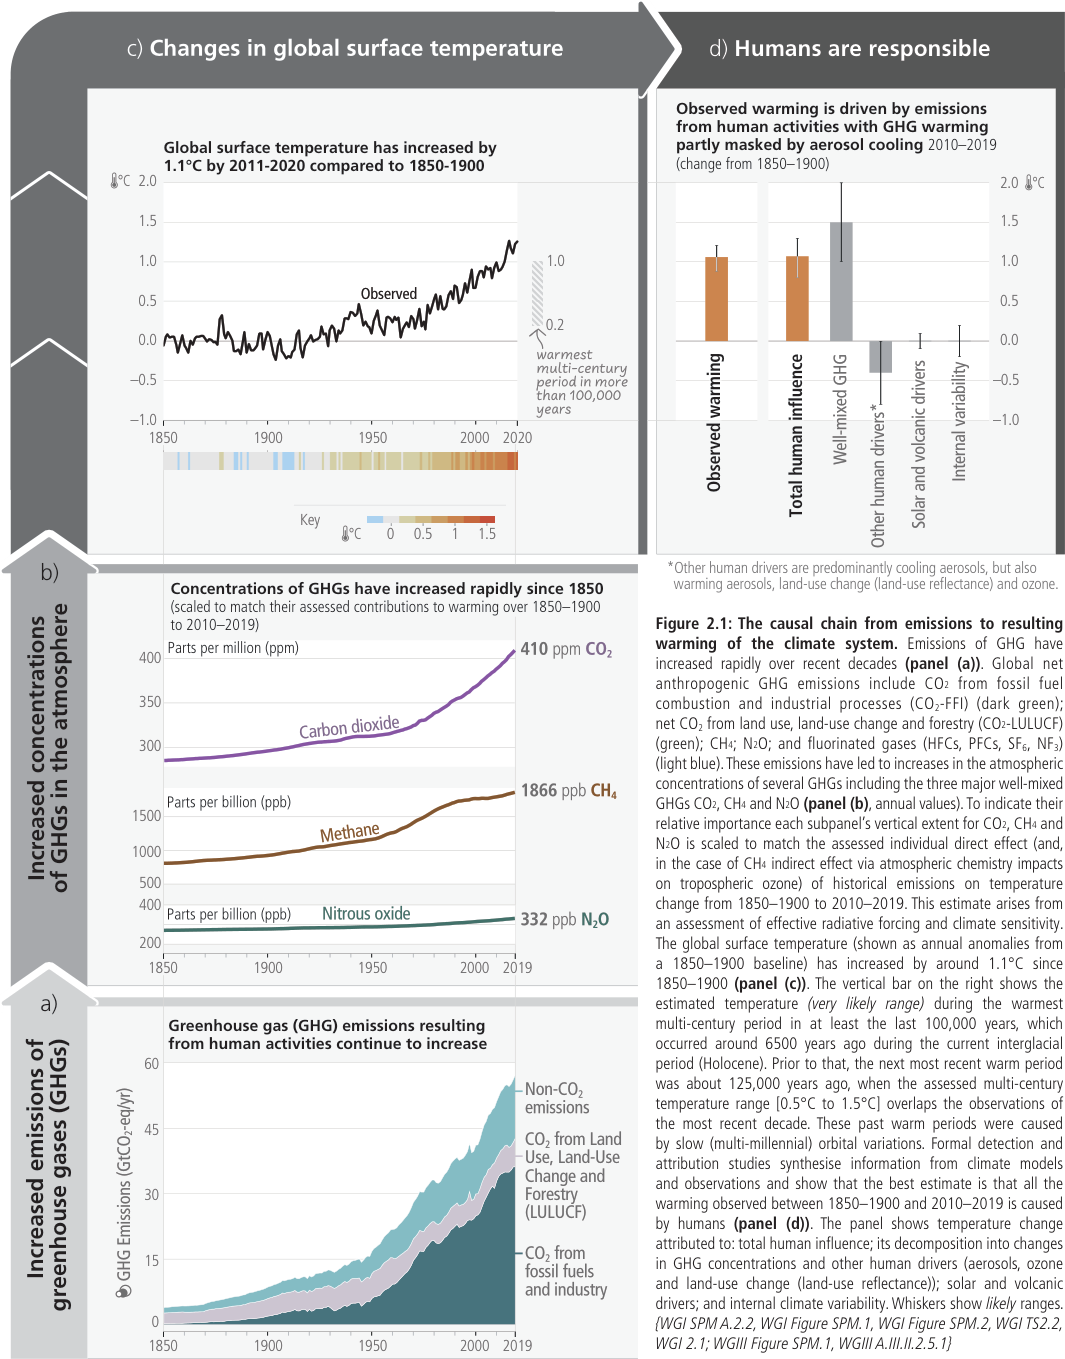 c) Changes in global surface temperature
d) Humans are responsible
Global surface temperature has increased by
1.1°C by 2011-2020 compared to 1850-1900
°C 2.0
1.5
1.0
0.5
0.0
–0.5
–1.0
Observed
1.0
0.2
warmest
multi-century
period in more
than 100,000
years
1850
1900
1950
2000
2020
Key
°C
0
0.5
1
1.5
Observed warming is driven by emissions
from human activities with GHG warming
partly masked by aerosol cooling 2010–2019
(change from 1850–1900)
2.0 °C
1.5
1.0
0.5
0.0
–0.5
–1.0
Observed warming
Total human influence
Well-mixed GHG
Other human drivers*
Solar and volcanic drivers
Internal variability
*Other human drivers are predominantly cooling aerosols, but also
warming aerosols, land-use change (land-use reflectance) and ozone.
b)
Increased concentrations
of GHGs in the atmosphere
Concentrations of GHGs have increased rapidly since 1850
(scaled to match their assessed contributions to warming over 1850–1900
to 2010–2019)
Parts per million (ppm)
400
350
300
Carbon dioxide
410 ppm CO2
Parts per billion (ppb)
1500
1000
500
Methane
1866 ppb CH4
400
Parts per billion (ppb)
200
Nitrous oxide
332 ppb N2O
1850
1900
1950
2000
2019
a)
Increased emissions of
greenhouse gases (GHGs)
Greenhouse gas (GHG) emissions resulting
from human activities continue to increase
GHG Emissions (GtCO2-eq/yr)
60
45
30
15
0
Non-CO2
emissions
CO2 from Land
Use, Land-Use
Change and
Forestry
(LULUCF)
CO2 from
fossil fuels
and industry
1850
1900
1950
2000
2019
Figure 2.1: The causal chain from emissions to resulting
warming of the climate system. Emissions of GHG have
increased rapidly over recent decades (panel (a)). Global net
anthropogenic GHG emissions include CO2 from fossil fuel
combustion and industrial processes (CO2-FFI) (dark green);
net CO2 from land use, land-use change and forestry (CO2-LULUCF)
(green); CH4; N2O; and fluorinated gases (HFCs, PFCs, SF6, NF3)
(light blue). These emissions have led to increases in the atmospheric
concentrations of several GHGs including the three major well-mixed
GHGs CO2, CH4 and N2O (panel (b), annual values). To indicate their
relative importance each subpanel's vertical extent for CO2, CH4 and
N2O is scaled to match the assessed individual direct effect (and,
in the case of CH4 indirect effect via atmospheric chemistry impacts
on tropospheric ozone) of historical emissions on temperature
change from 1850–1900 to 2010–2019. This estimate arises from
an assessment of effective radiative forcing and climate sensitivity.
The global surface temperature (shown as annual anomalies from
a 1850–1900 baseline) has increased by around 1.1°C since
1850–1900 (panel (c)). The vertical bar on the right shows the
estimated temperature (very likely range) during the warmest
multi-century period in at least the last 100,000 years, which
occurred around 6500 years ago during the current interglacial
period (Holocene). Prior to that, the next most recent warm period
was about 125,000 years ago, when the assessed multi-century
temperature range [0.5°C to 1.5°C] overlaps the observations of
the most recent decade. These past warm periods were caused
by slow (multi-millennial) orbital variations. Formal detection and
attribution studies synthesise information from climate models
and observations and show that the best estimate is that all the
warming observed between 1850–1900 and 2010–2019 is caused
by humans (panel (d)). The panel shows temperature change
attributed to: total human influence; its decomposition into changes
in GHG concentrations and other human drivers (aerosols, ozone
and land-use change (land-use reflectance)); solar and volcanic
drivers; and internal climate variability. Whiskers show likely ranges.
{WGI SPM A.2.2, WGI Figure SPM.1, WGI Figure SPM.2, WGI TS2.2,
WGI 2.1; WGIII Figure SPM.1, WGIII A.III.II.2.5.1}